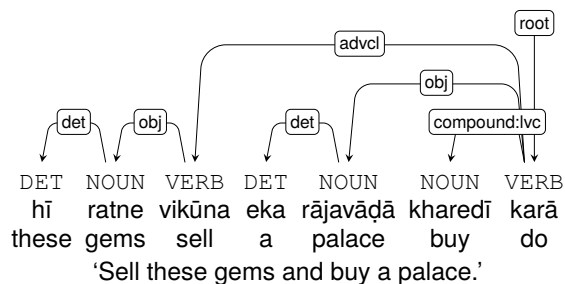 root
advcl
obj
det obj det compound:lvc
DET NOUN VERB DET NOUN NOUN VERB
hī ratne vikūna eka rājavāḍā kharedī karā
these gems sell a palace buy do
‘Sell these gems and buy a palace.’